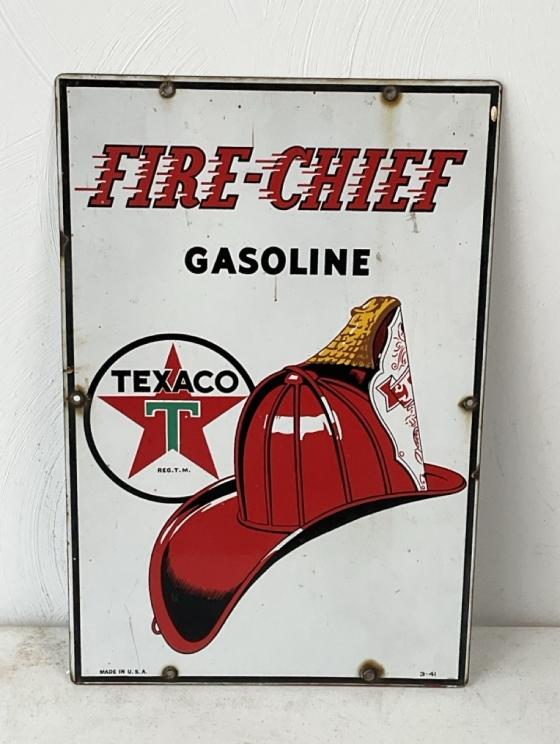 FIRE-CHIEF
GASOLINE
TEXACO
T
REG. T. M.
MADE IN U. S. A.
3-41